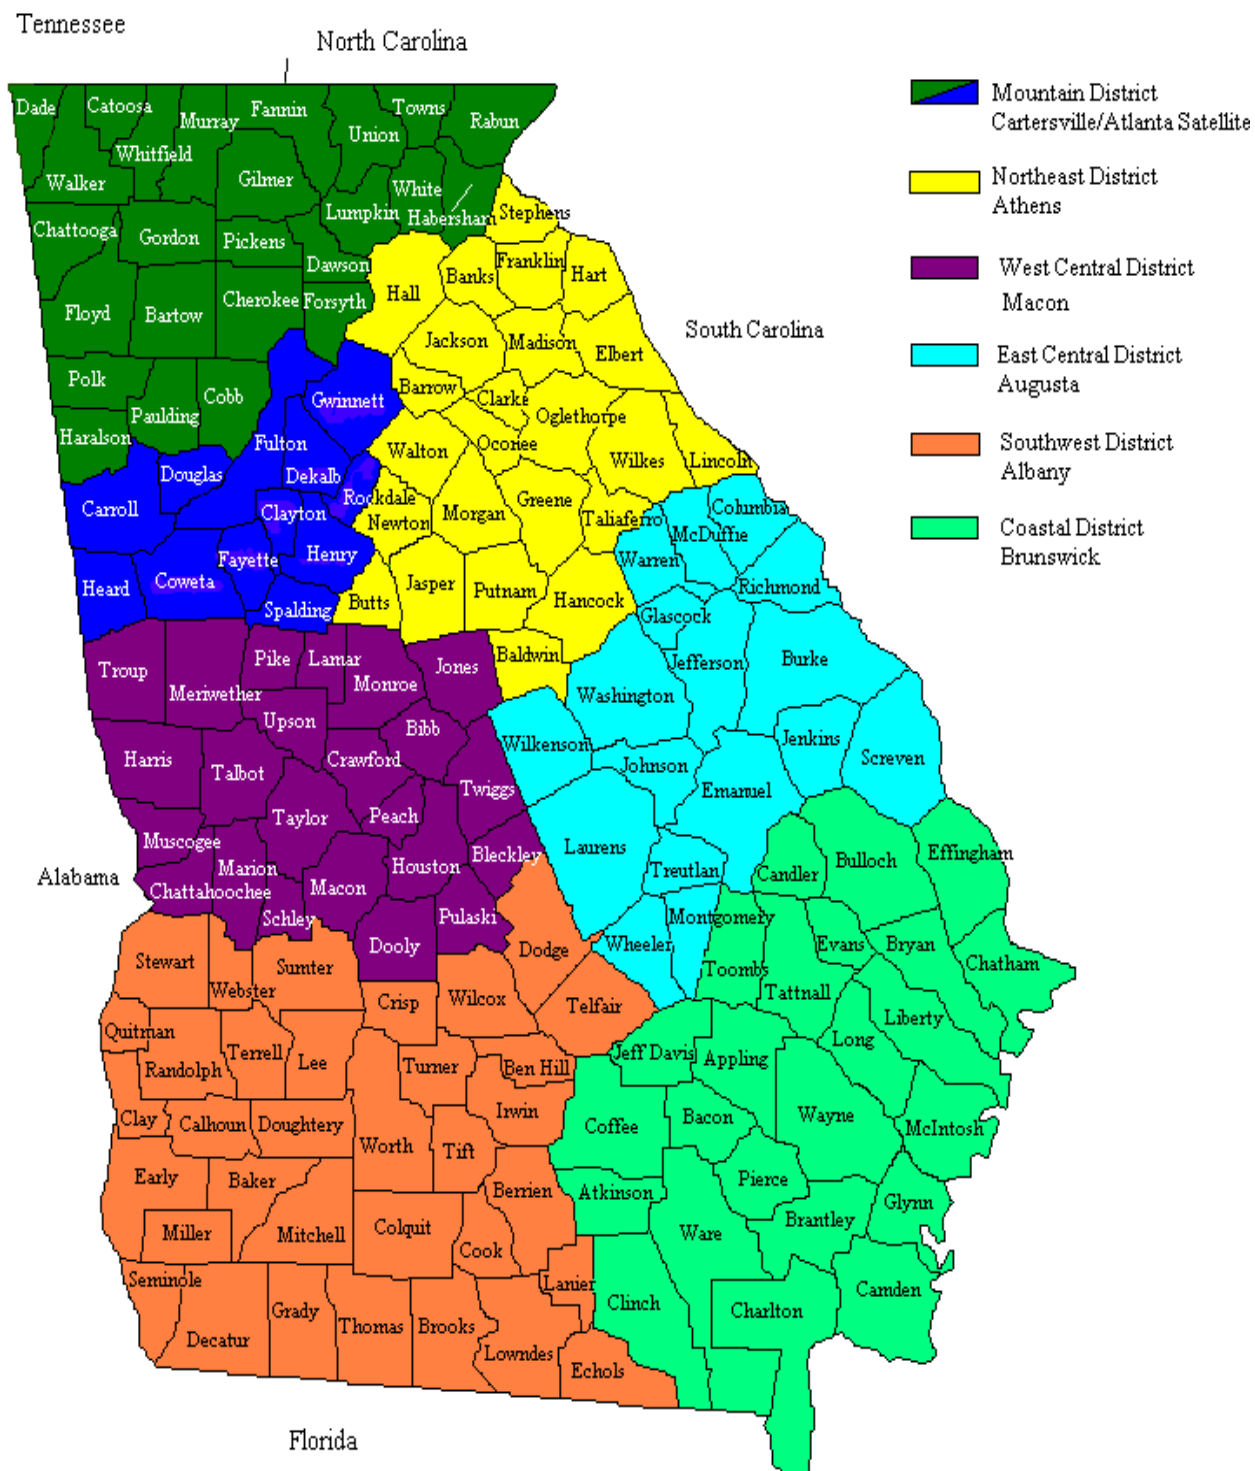 Tennessee
North Carolina
Dade
Catoosa
Murray
Fannin
Towns
Rabun
Union
Whitfield
Walker
Gilmer
White
Lumpkin
Habersham
Chattooga
Gordon
Pickens
Dawson
Floyd
Bartow
Cherokee
Forsyth
Polk
Paulding
Cobb
Haralson
Stephens
Banks
Franklin
Hart
Hall
Jackson
Madison
Elbert
Barrow
Clarke
Oglethorpe
Oconee
Walton
Wilkes
Lincoln
Greene
Morgan
Newton
Taliaferro
Jasper
Putnam
Hancock
Butts
Baldwin
Gwinnett
Fulton
Dekalb
Douglas
Rockdale
Carroll
Clayton
Fayette
Henry
Heard
Coweta
Spalding
Columbia
McDuffie
Warren
Richmond
Glascock
Jefferson
Burke
Washington
Wilkenson
Johnson
Jenkins
Screven
Emanuel
Laurens
Treutlan
Montgomery
Wheeler
Troup
Meriwether
Pike
Lamar
Monroe
Jones
Upson
Bibb
Crawford
Harris
Talbot
Twiggs
Taylor
Peach
Muscogee
Marion
Houston
Bleckley
Chattahoochee
Macon
Schley
Pulaski
Dooly
Alabama
Stewart
Webster
Sumter
Crisp
Wilcox
Dodge
Telfair
Quitman
Randolph
Terrell
Lee
Turner
Ben Hill
Irwin
Clay
Calhoun
Doughtery
Worth
Tift
Early
Baker
Berrien
Miller
Mitchell
Colquit
Cook
Seminole
Lanier
Decatur
Grady
Thomas
Brooks
Lowndes
Echols
Candler
Bulloch
Effingham
Evans
Bryan
Chatham
Toombs
Tattnall
Liberty
Long
Jeff Davis
Appling
Coffee
Bacon
Wayne
McIntosh
Atkinson
Pierce
Ware
Brantley
Glynn
Clinch
Charlton
Camden
Florida
South Carolina
Mountain District
Cartersville/Atlanta Satellite
Northeast District
Athens
West Central District
Macon
East Central District
Augusta
Southwest District
Albany
Coastal District
Brunswick